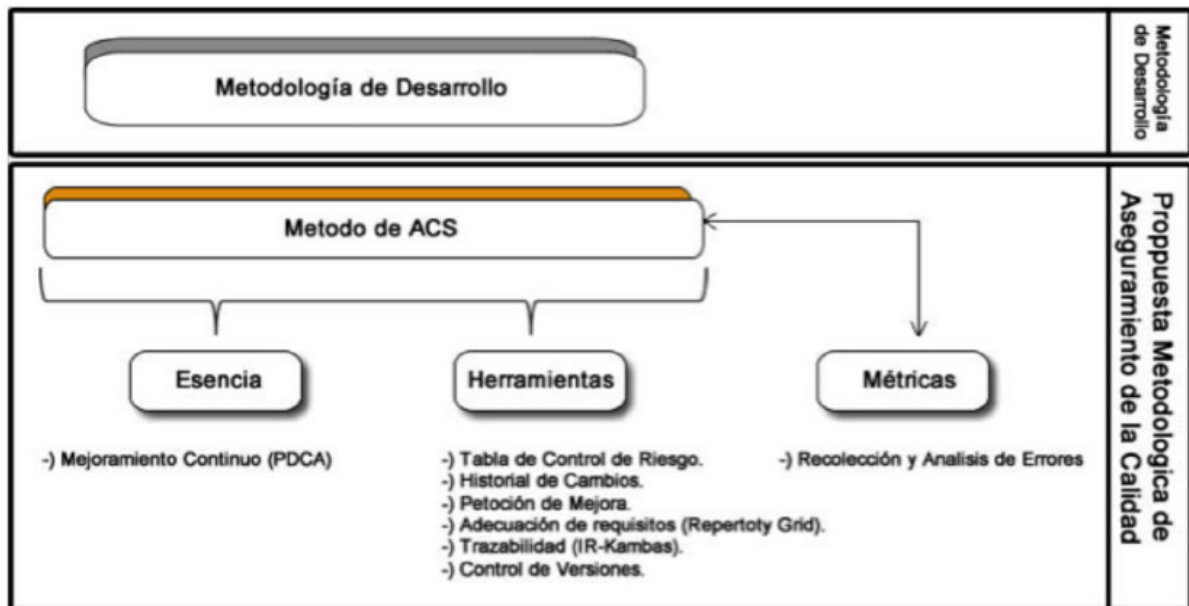 Metodología de Desarrollo
Metodología
de Desarrollo
Metodo de ACS
Esencia
-) Mejoramiento Continuo (PDCA)
Herramientas
-) Tabla de Control de Riesgo.
-) Historial de Cambios.
-) Petoción de Mejora.
-) Adecuación de requisitos (Repertoty Grid).
-) Trazabilidad (IR-Kambas).
-) Control de Versiones.
Métricas
-) Recolección y Analisis de Errores
Proppuesta Metodologica de
Aseguramiento de la Calidad